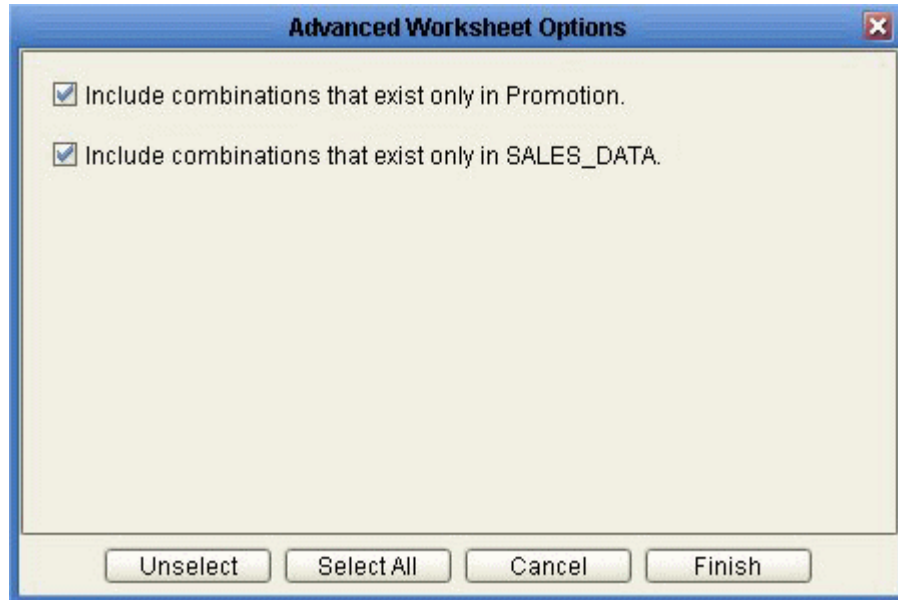 Advanced Worksheet Options
Include combinations that exist only in Promotion.
Include combinations that exist only in SALES_DATA.
Unselect Select All Cancel Finish